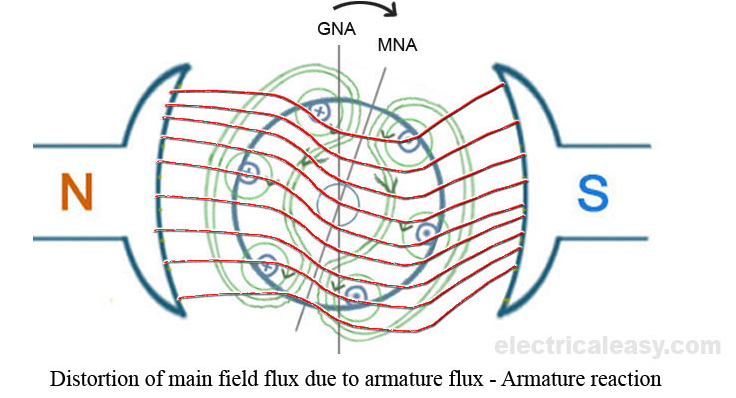 GNA
MNA
N
S
electricaleasy.com
Distortion of main field flux due to armature flux - Armature reaction